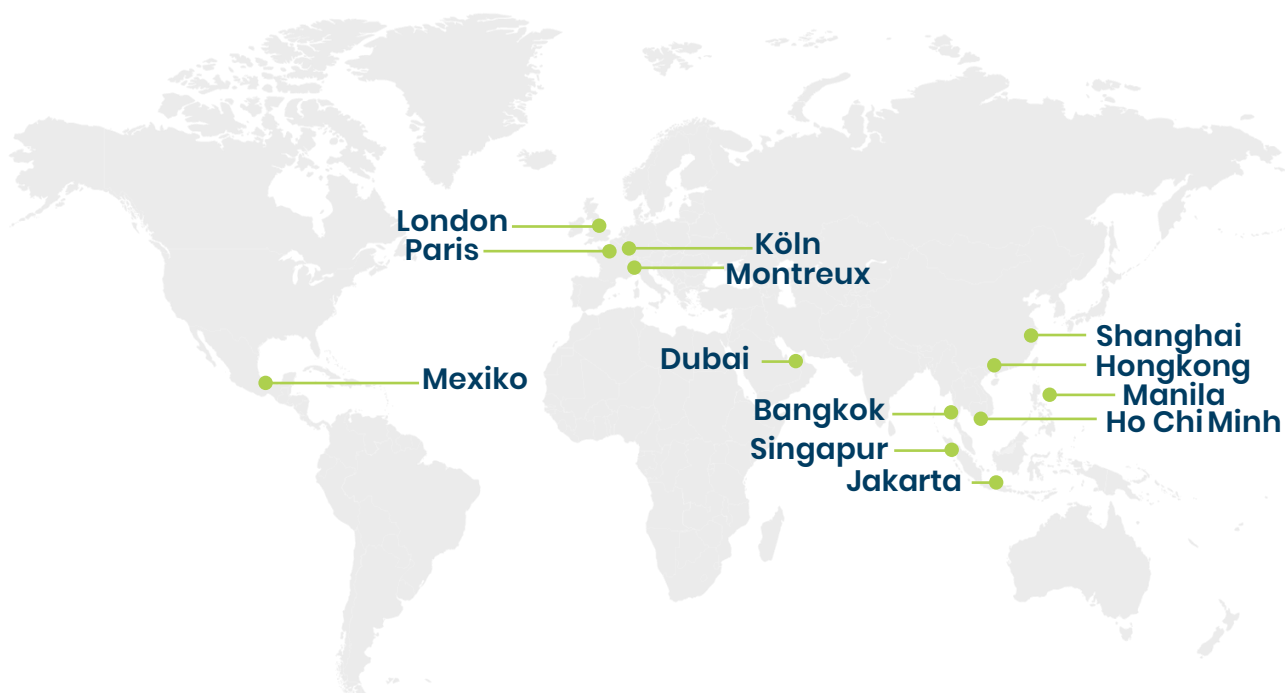 London
Paris
Köln
Montreux
Shanghai
Hongkong
Manila
Ho Chi Minh
Dubai
Mexiko
Bangkok
Singapur
Jakarta